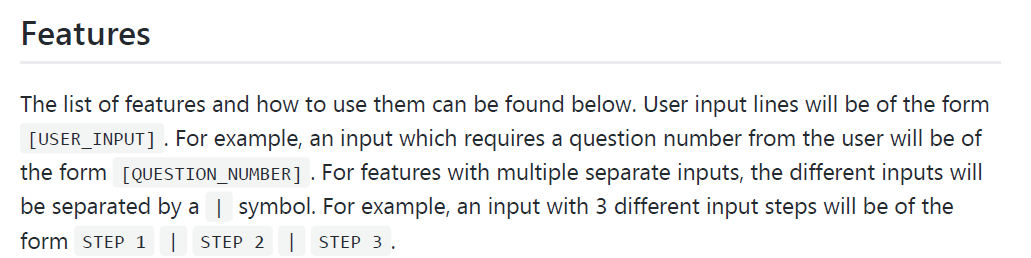 Features
The list of features and how to use them can be found below. User input lines will be of the form
[USER_INPUT] . For example, an input which requires a question number from the user will be of
the form [QUESTION_NUMBER] . For features with multiple separate inputs, the different inputs will
be separated by a | symbol. For example, an input with 3 different input steps will be of the
form STEP 1 | STEP 2 | STEP 3 .